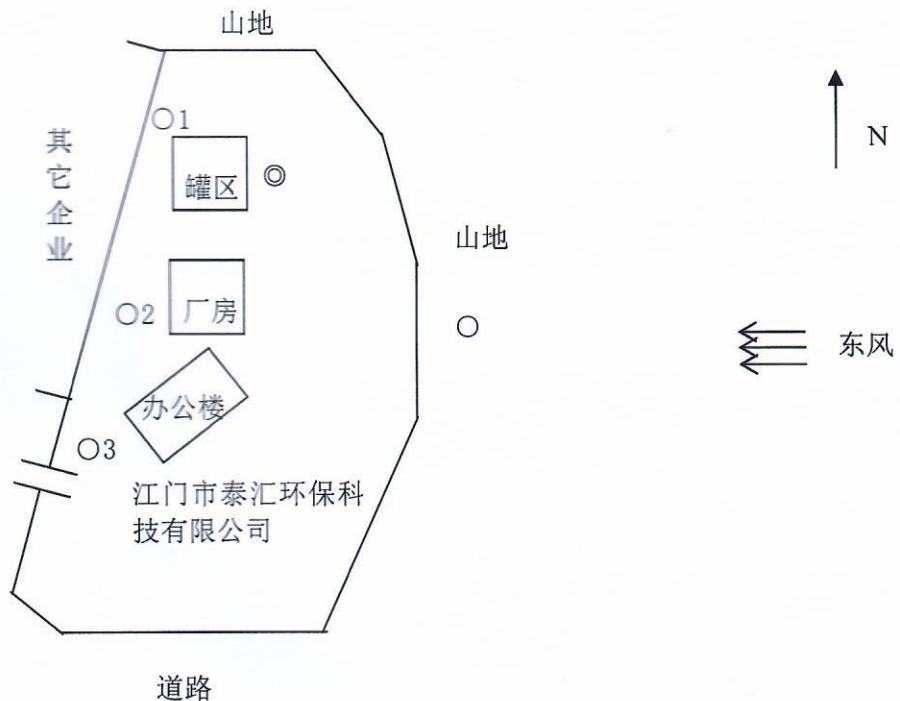 山地
N
○1
其它企业
罐区
◎
山地
○2
厂房
○
东风
办公楼
○3
江门市泰汇环保科
技有限公司
道路